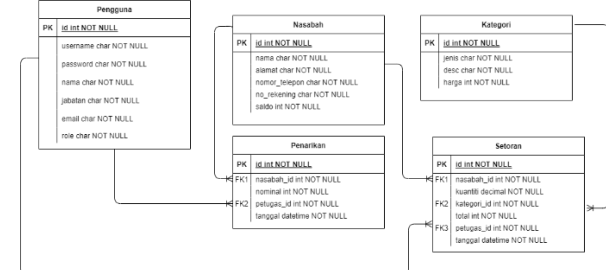 Pengguna
PK id int NOT NULL
username char NOT NULL
password char NOT NULL
nama char NOT NULL
jabatan char NOT NULL
email char NOT NULL
role char NOT NULL
Nasabah
PK id int NOT NULL
nama char NOT NULL
alamat char NOT NULL
nomor_telepon char NOT NULL
no_rekening char NOT NULL
saldo int NOT NULL
Kategori
PK id int NOT NULL
jenis char NOT NULL
desc char NOT NULL
harga int NOT NULL
Penarikan
PK id int NOT NULL
FK1 nasabah_id int NOT NULL
nominal int NOT NULL
FK2 petugas_id int NOT NULL
tanggal datetime NOT NULL
Setoran
PK id int NOT NULL
FK1 nasabah_id int NOT NULL
kuantiti decimal NOT NULL
FK2 kategori_id int NOT NULL
total int NOT NULL
FK3 petugas_id int NOT NULL
tanggal datetime NOT NULL